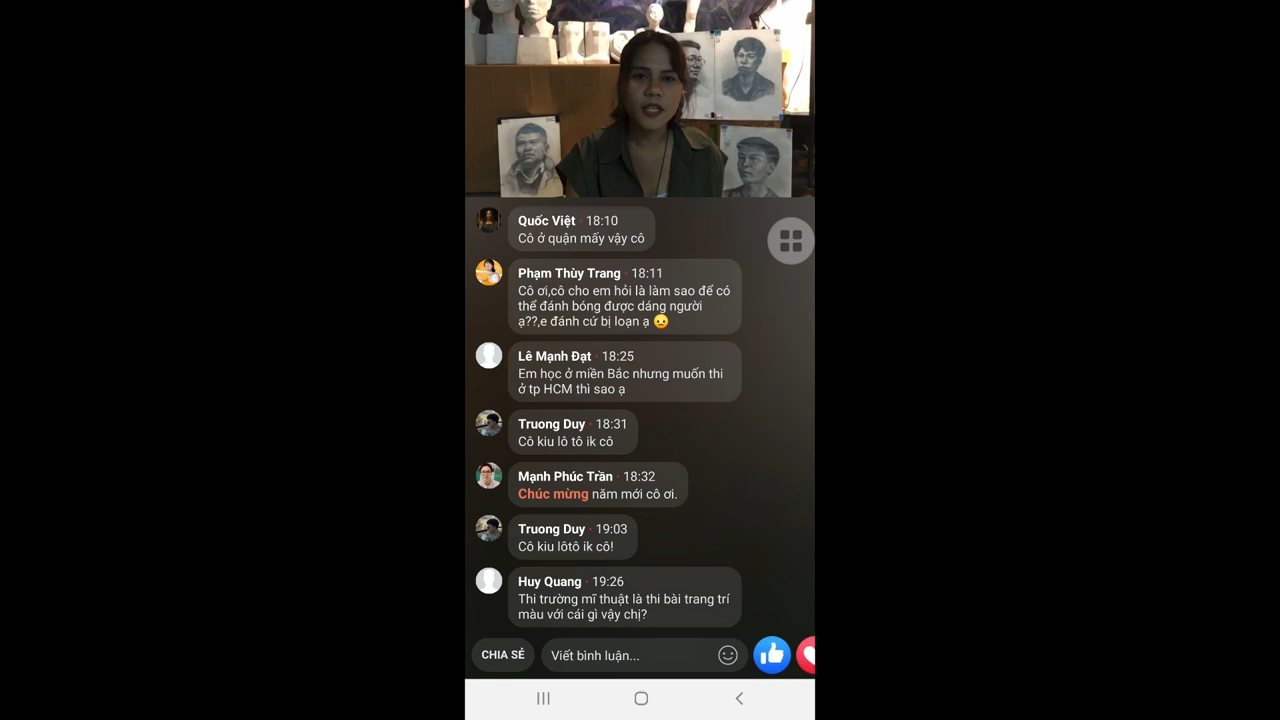 Quốc Việt · 18:10
Cô ở quận mấy vậy cô
Phạm Thùy Trang · 18:11
Cô ơi,cô cho em hỏi là làm sao để có
thể đánh bóng được dáng người
ạ??,e đánh cứ bị loạn ạ 😟
Lê Mạnh Đạt · 18:25
Em học ở miền Bắc nhưng muốn thi
ở tp HCM thì sao ạ
Truong Duy · 18:31
Cô kiu lô tô ik cô
Mạnh Phúc Trần · 18:32
Chúc mừng năm mới cô ơi.
Truong Duy · 19:03
Cô kiu lôtô ik cô!
Huy Quang · 19:26
Thi trường mĩ thuật là thi bài trang trí
màu với cái gì vậy chị?
CHIA SẺ Viết bình luận...